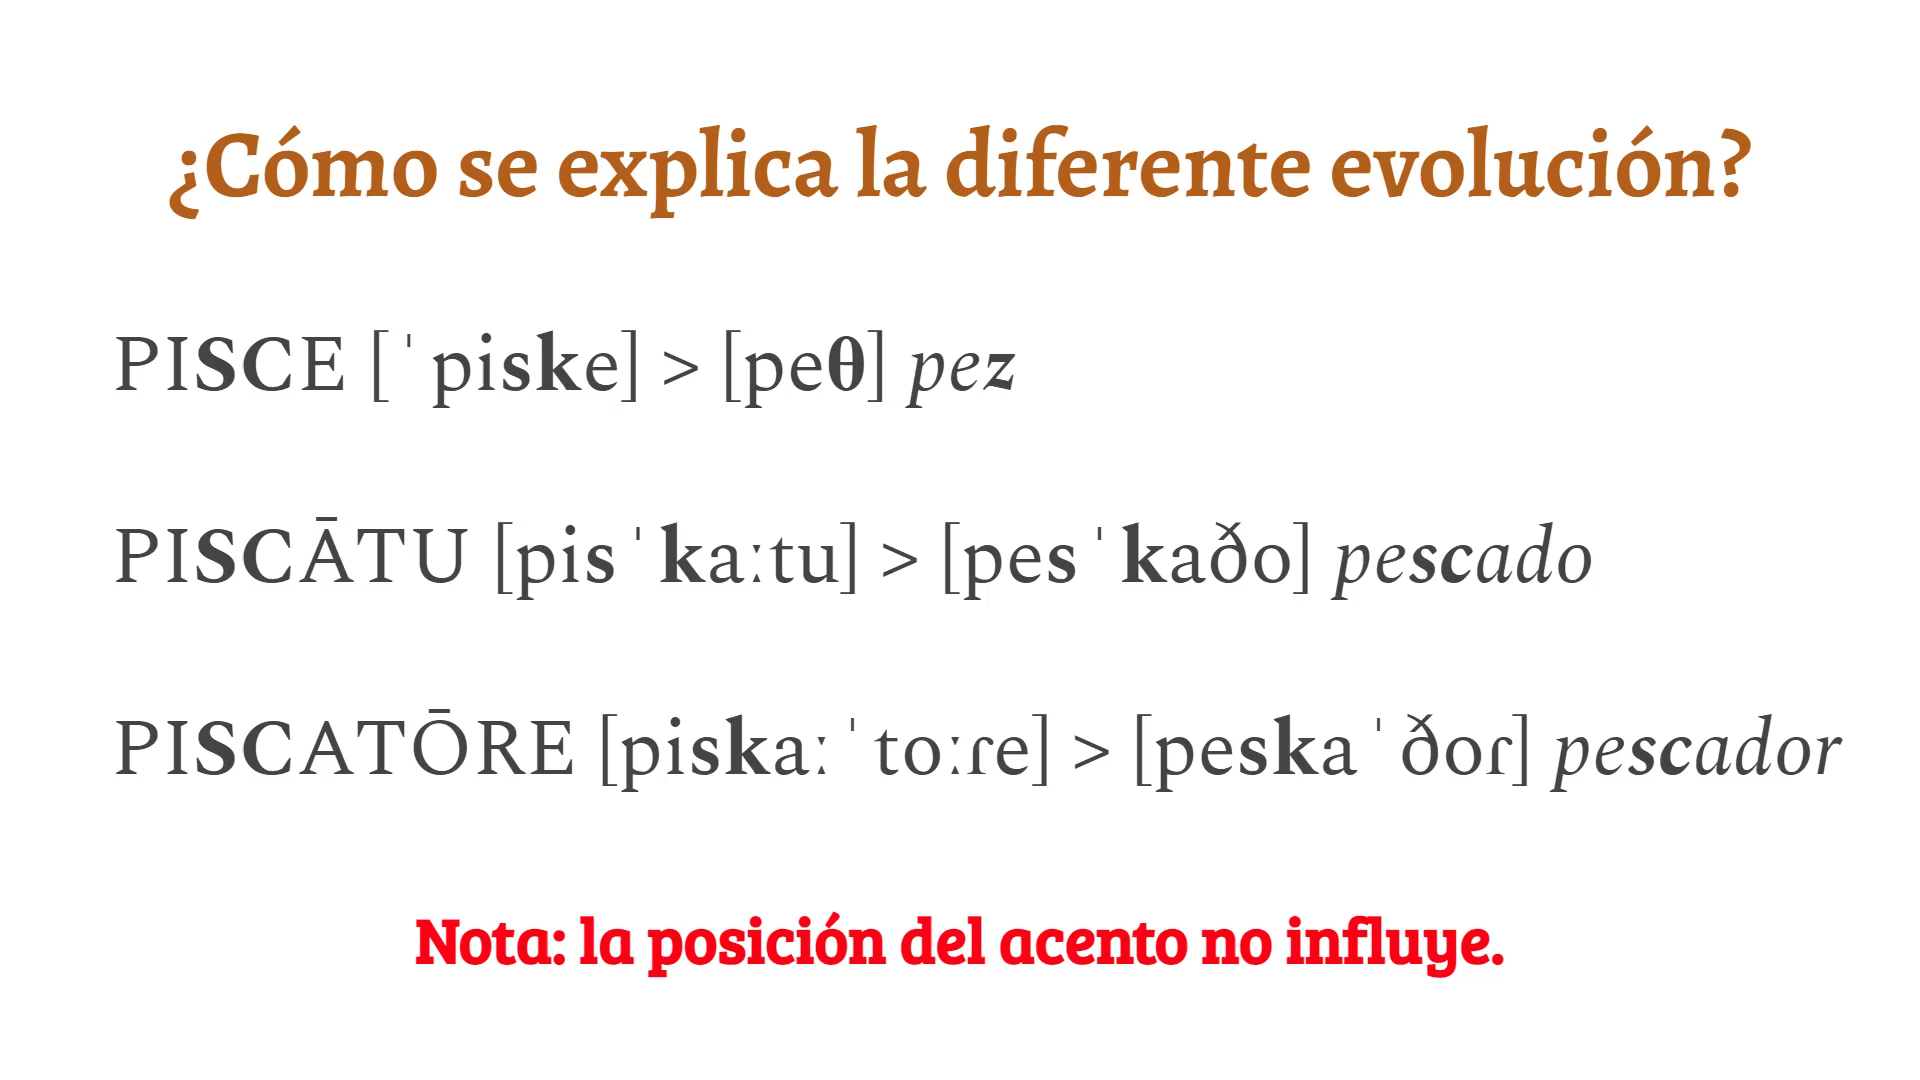 ¿Cómo se explica la diferente evolución?
PISCE [ˈpiske] > [peθ] pez
PISCĀTU [pisˈkaːtu] > [pesˈkaðo] pescado
PISCATŌRE [piskaːˈtoːɾe] > [peskaˈðoɾ] pescador
Nota: la posición del acento no influye.